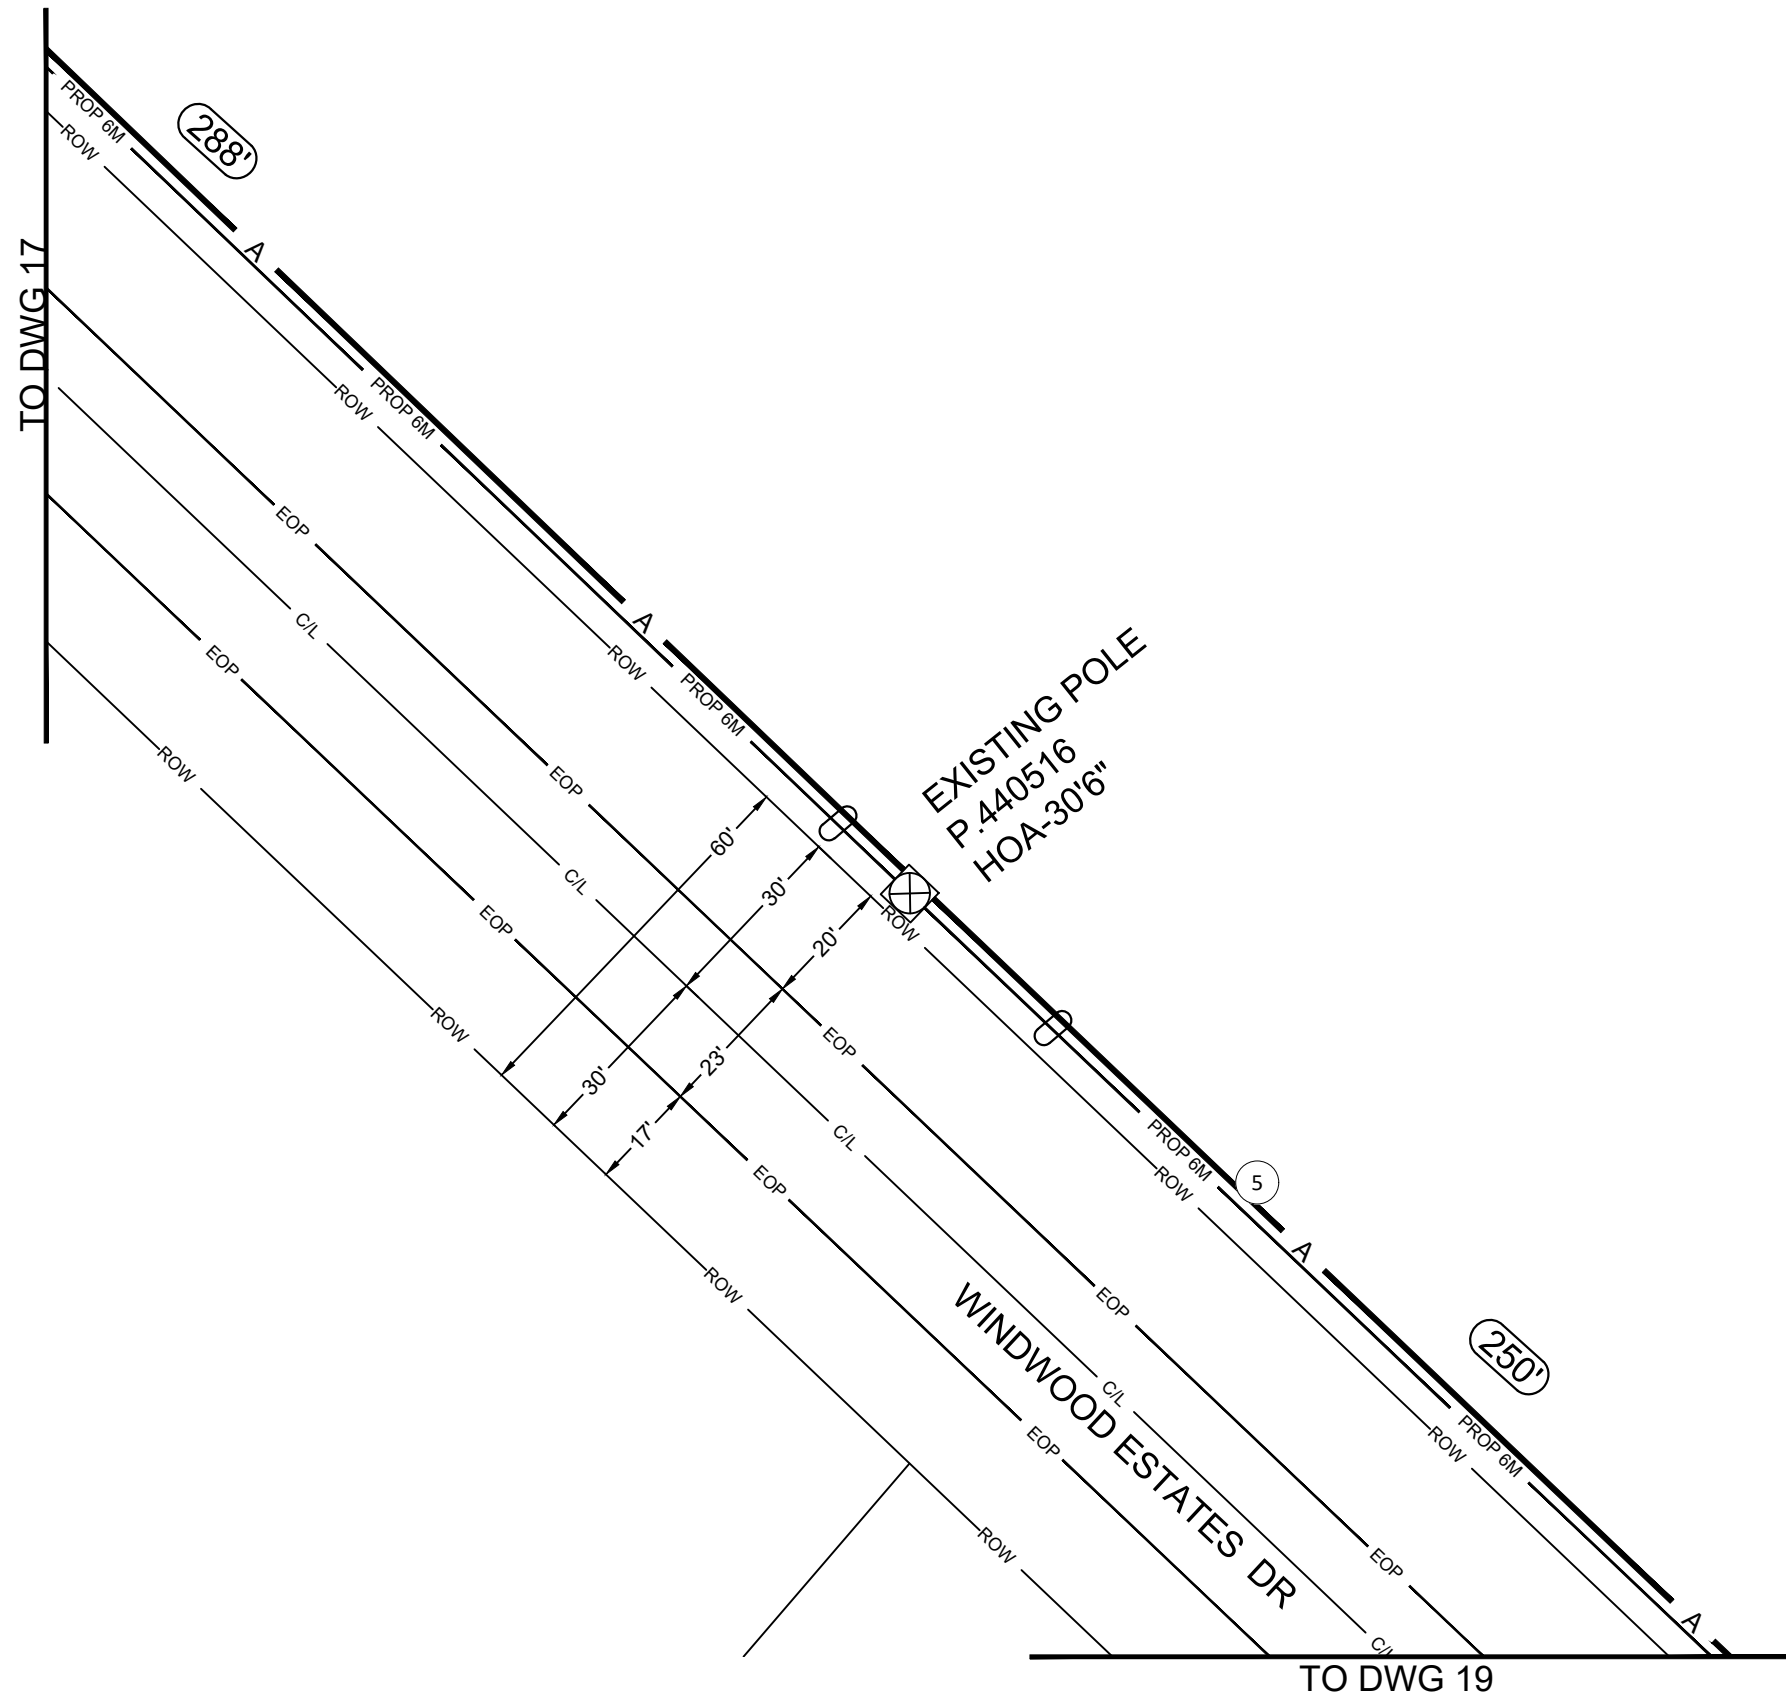 PROP 6M
ROW
288'
A
TO DWG 17
ROW
PROP 6M
EOP
C/L
EOP
A
ROW
PROP 6M
EXISTING POLE
P.440516
HOA-30'6"
ROW
EOP
60'
C/L
30'
EOP
20'
ROW
ROW
EOP
23'
30'
17'
C/L
PROP 6M
ROW
5
EOP
A
ROW
EOP
250'
WINDWOOD ESTATES DR
C/L
EOP
ROW
PROP 6M
ROW
EOP
A
C/L
TO DWG 19